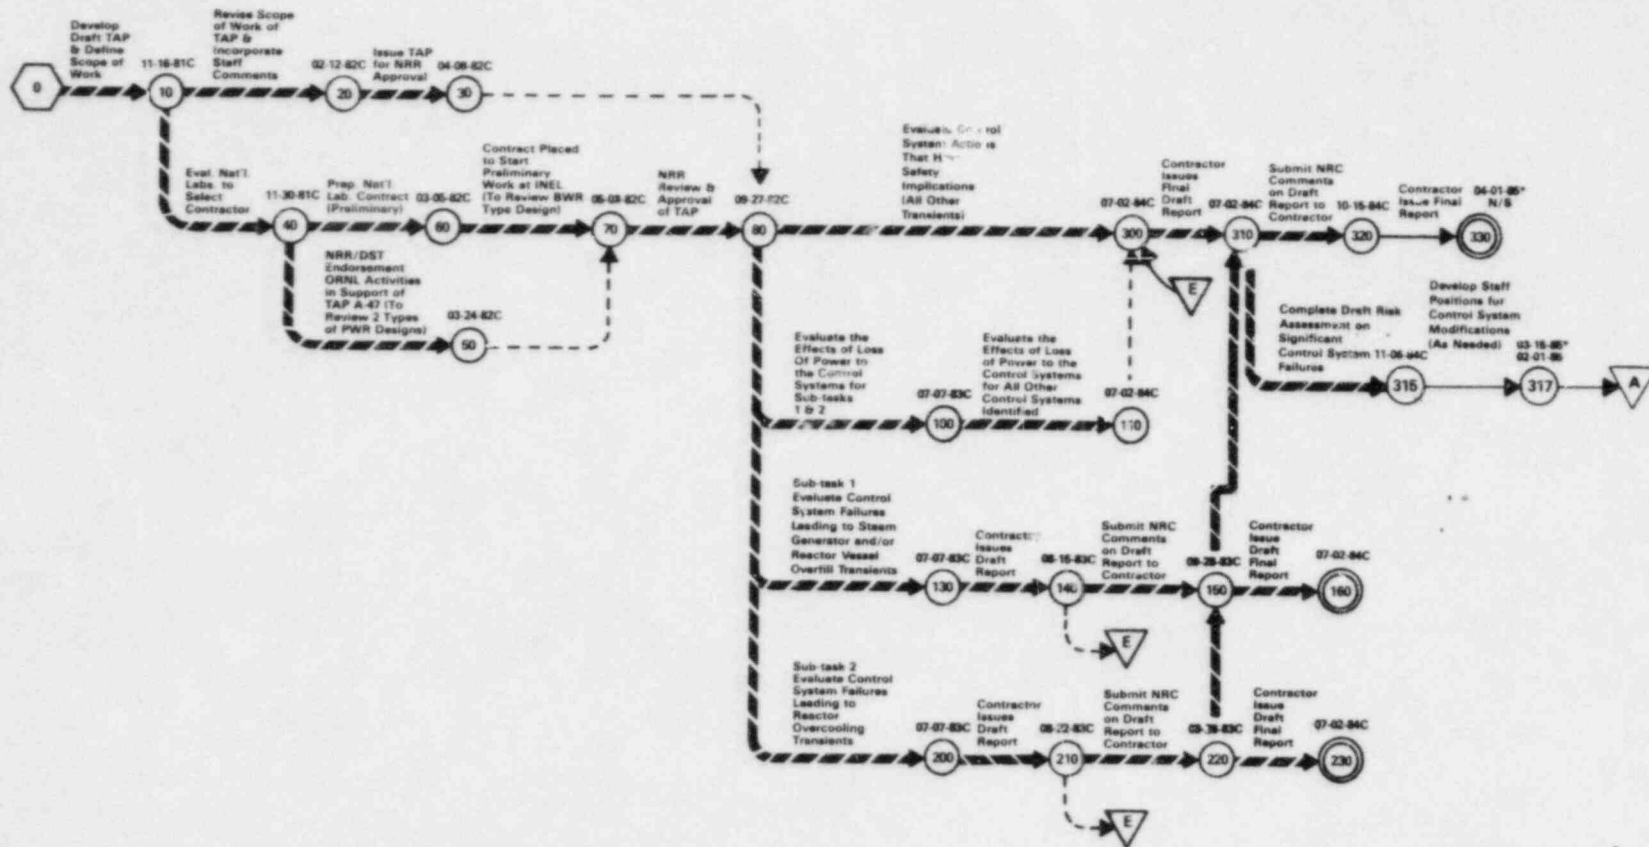 Develop
Draft TAP
& Define
Scope of
Work
11-16-81C
Revise Scope
of Work of
TAP &
Incorporate
Staff
Comments
02-12-82C
Issue TAP
for NRR
Approval
04-08-82C
0
10
20
30
Eval. Nat'l.
Labs. to
Select
Contractor
11-30-81C
Prep. Nat'l.
Lab. Contract
(Preliminary)
Contract Placed
to Start
Preliminary
Work at INEL
(To Review BWR
Type Design)
NRR
Review &
Approval
of TAP
40
60
70
80
NRR/DST
Endorsement
ORNL Activities
in Support of
TAP A-47 (To
Review 2 Types
of PWR Designs)
03-24-82C
50
System
That
Safety
Implications
(All Other
Transients)
07-02-84C
Contractor
Issues
Final
Draft
Report
07-02-84C
Submit NRC
Comments
on Draft
Report to
Contractor
10-15-84C
Contractor
Issue Final
Report
N/S
300
310
320
330
E
Evaluate the
Effects of Loss
Of Power to
the Control
Systems for
Sub-tasks
1 & 2
07-07-83C
Evaluate the
Effects of Loss
of Power to the
Control Systems
for All Other
Control Systems
Identified
07-02-84C
100
110
Complete Draft Risk
Assessment on
Significant
Control System
Failures
Develop Staff
Positions for
Control System
Modifications
(As Needed)
315
317
A
Sub-task 1
Evaluate Control
System Failures
Leading to Steam
Generator and/or
Reactor Vessel
Overfill Transients
07-07-83C
Issues
Draft
Report
Submit NRC
Comments
on Draft
Report to
Contractor
Contractor
Issue
Draft
Final
Report
07-02-84C
130
140
150
160
E
Sub-task 2
Evaluate Control
System Failures
Leading to
Reactor
Overcooling
Transients
07-07-83C
Contractor
Issues
Draft
Report
Submit NRC
Comments
on Draft
Report to
Contractor
Contractor
Issue
Draft
Final
Report
07-02-84C
200
210
220
230
E